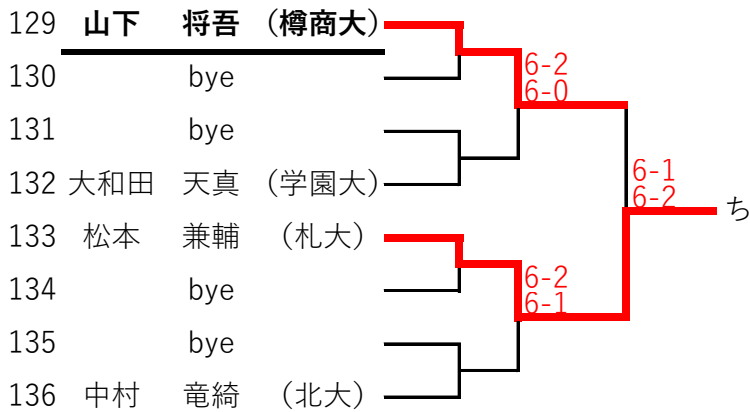 129 山下 将吾 (樽商大)
130 bye
6-2
6-0
131 bye
132 大和田 天真 (学園大)
6-1
6-2
ち
133 松本 兼輔 (札大)
134 bye
6-2
6-1
135 bye
136 中村 竜綺 (北大)